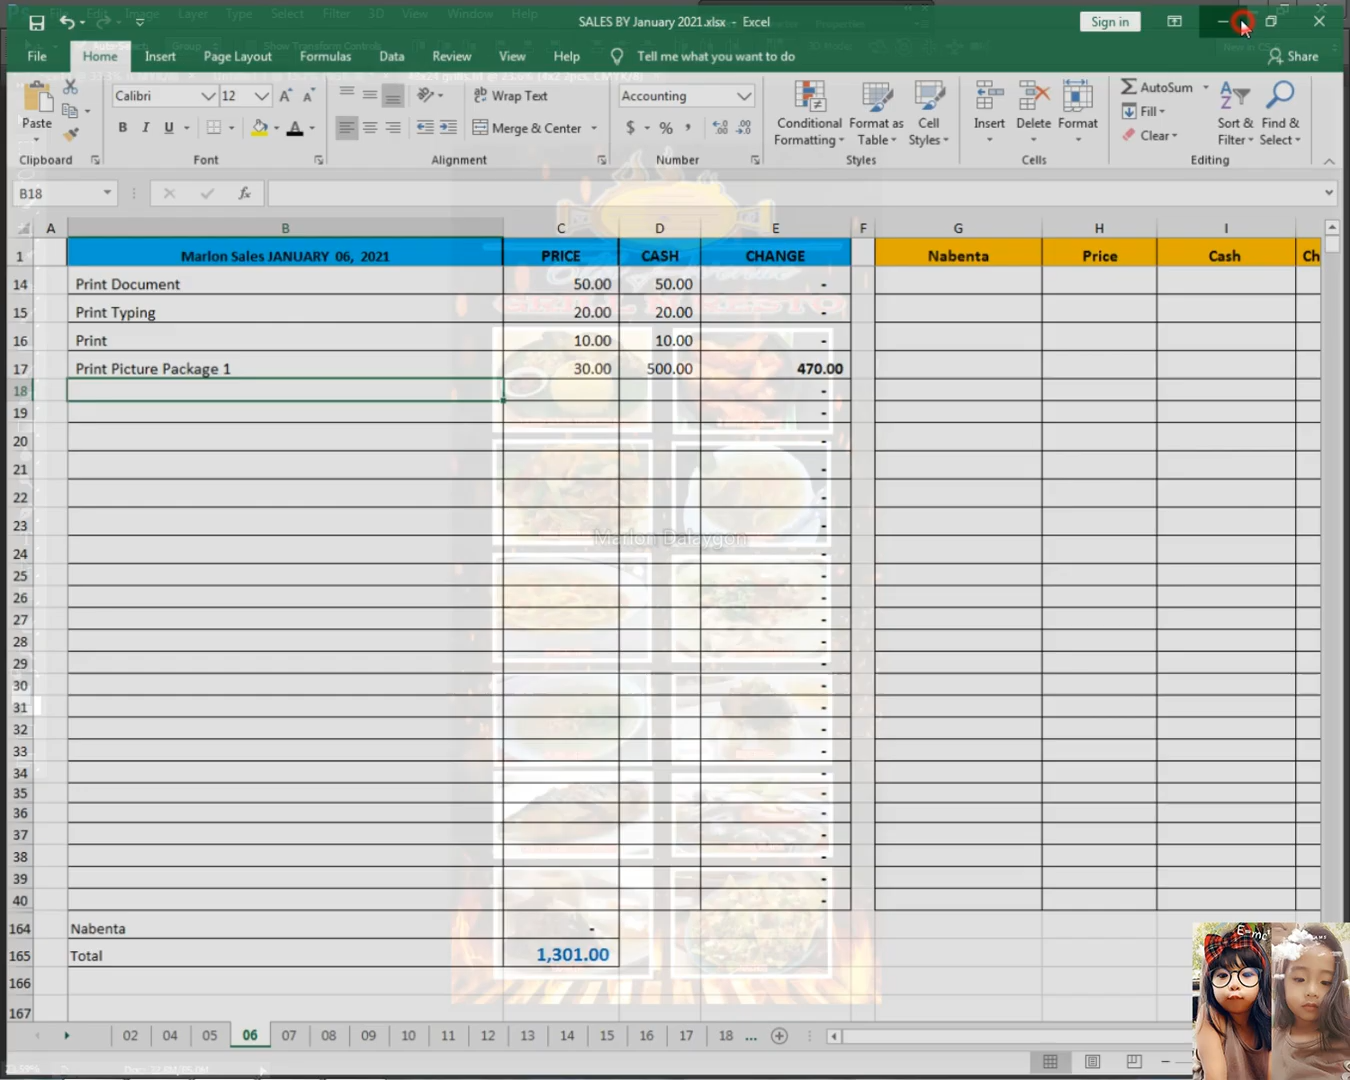 SALES BY January 2021.xlsx - Excel
Sign in
File Home Insert Page Layout Formulas Data Review View Help Tell me what you want to do Share
Paste
Calibri 12
B I U
Wrap Text
Merge & Center
Accounting
$ % ,
Conditional Formatting
Format as Table
Cell Styles
Insert Delete Format
AutoSum
Fill
Clear
Sort & Filter
Find & Select
Clipboard Font Alignment Number Styles Cells Editing
B18 fx
A B C D E F G H I
1 Marlon Sales JANUARY 06, 2021 PRICE CASH CHANGE Nabenta Price Cash Ch
14 Print Document 50.00 50.00 -
15 Print Typing 20.00 20.00 -
16 Print 10.00 10.00 -
17 Print Picture Package 1 30.00 500.00 470.00
18 -
19 -
20 -
21 -
22 -
23 -
Marlon Dalaygon
24 -
25 -
26 -
27 -
28 -
29 -
30 -
31 -
32 -
33 -
34 -
35 -
36 -
37 -
38 -
39 -
40 -
164 Nabenta -
165 Total 1,301.00
166
167
02 04 05 06 07 08 09 10 11 12 13 14 15 16 17 18 ...